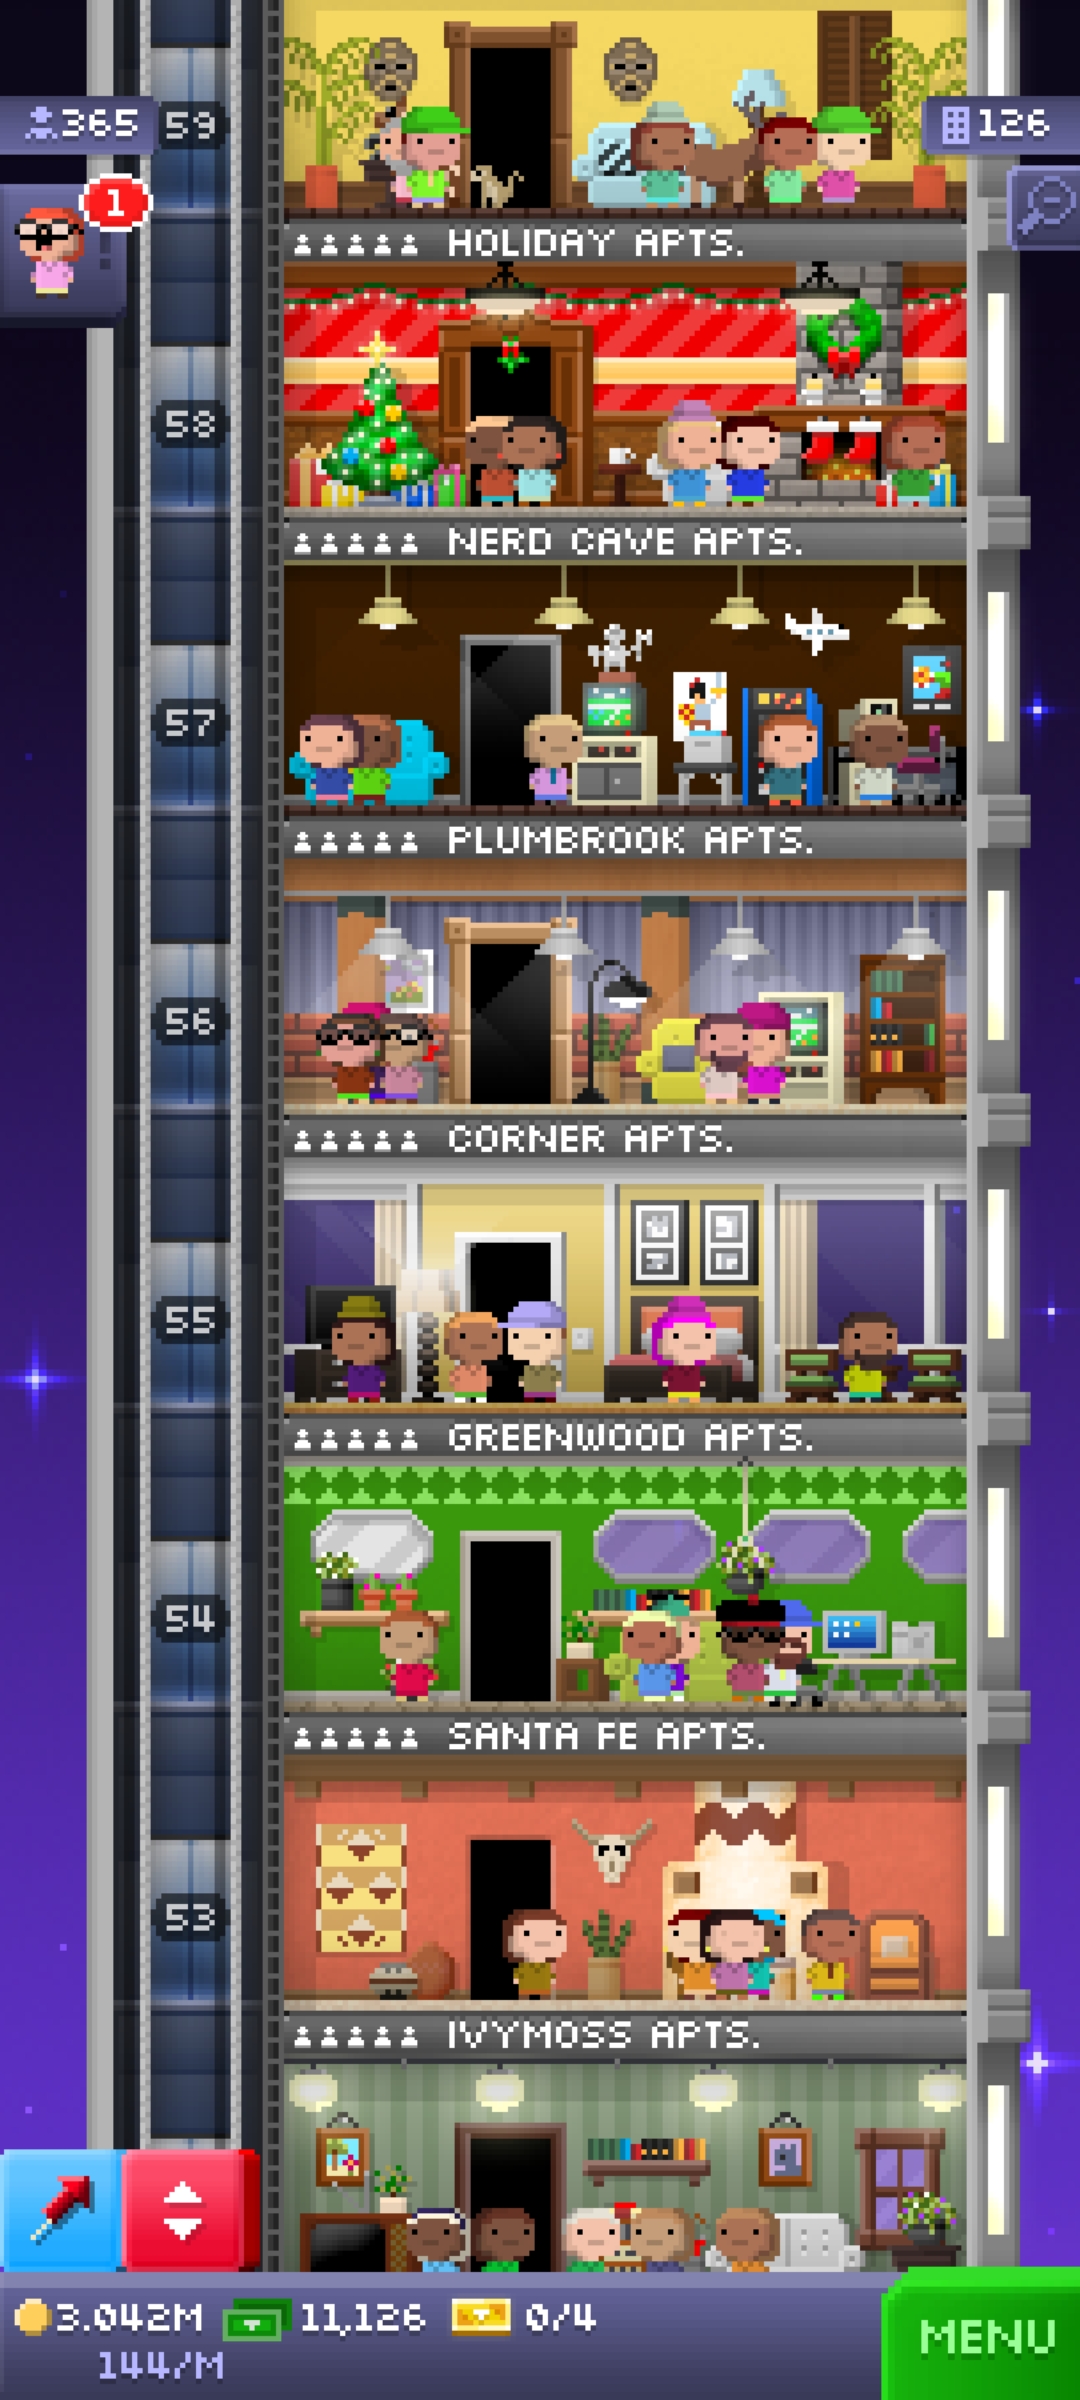 365
59
126
1
HOLIDAY APTS.
58
NERD CAVE APTS.
57
PLUMBROOK APTS.
56
CORNER APTS.
55
GREENWOOD APTS.
54
SANTA FE APTS.
53
IVYMOSS APTS.
3.042M 11,126 0/4
144/M
MENU